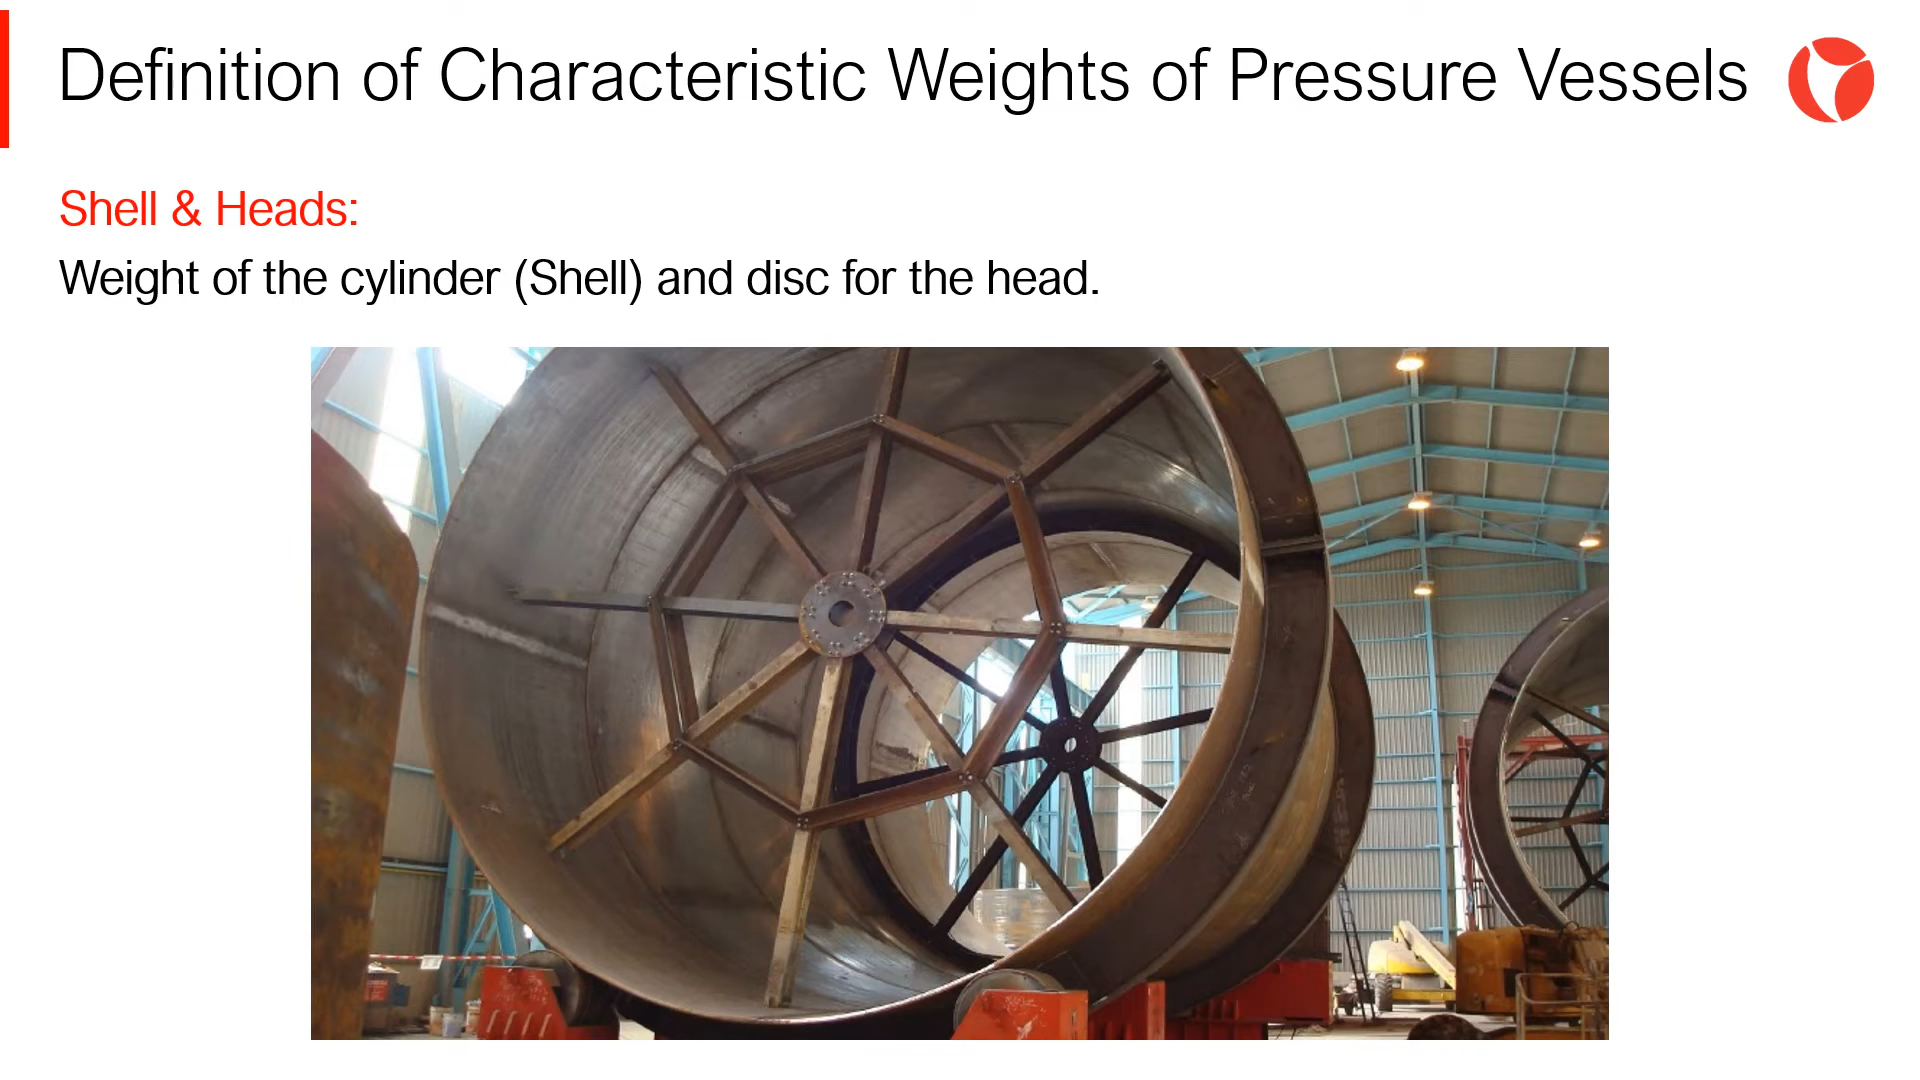 Definition of Characteristic Weights of Pressure Vessels
Shell & Heads:
Weight of the cylinder (Shell) and disc for the head.